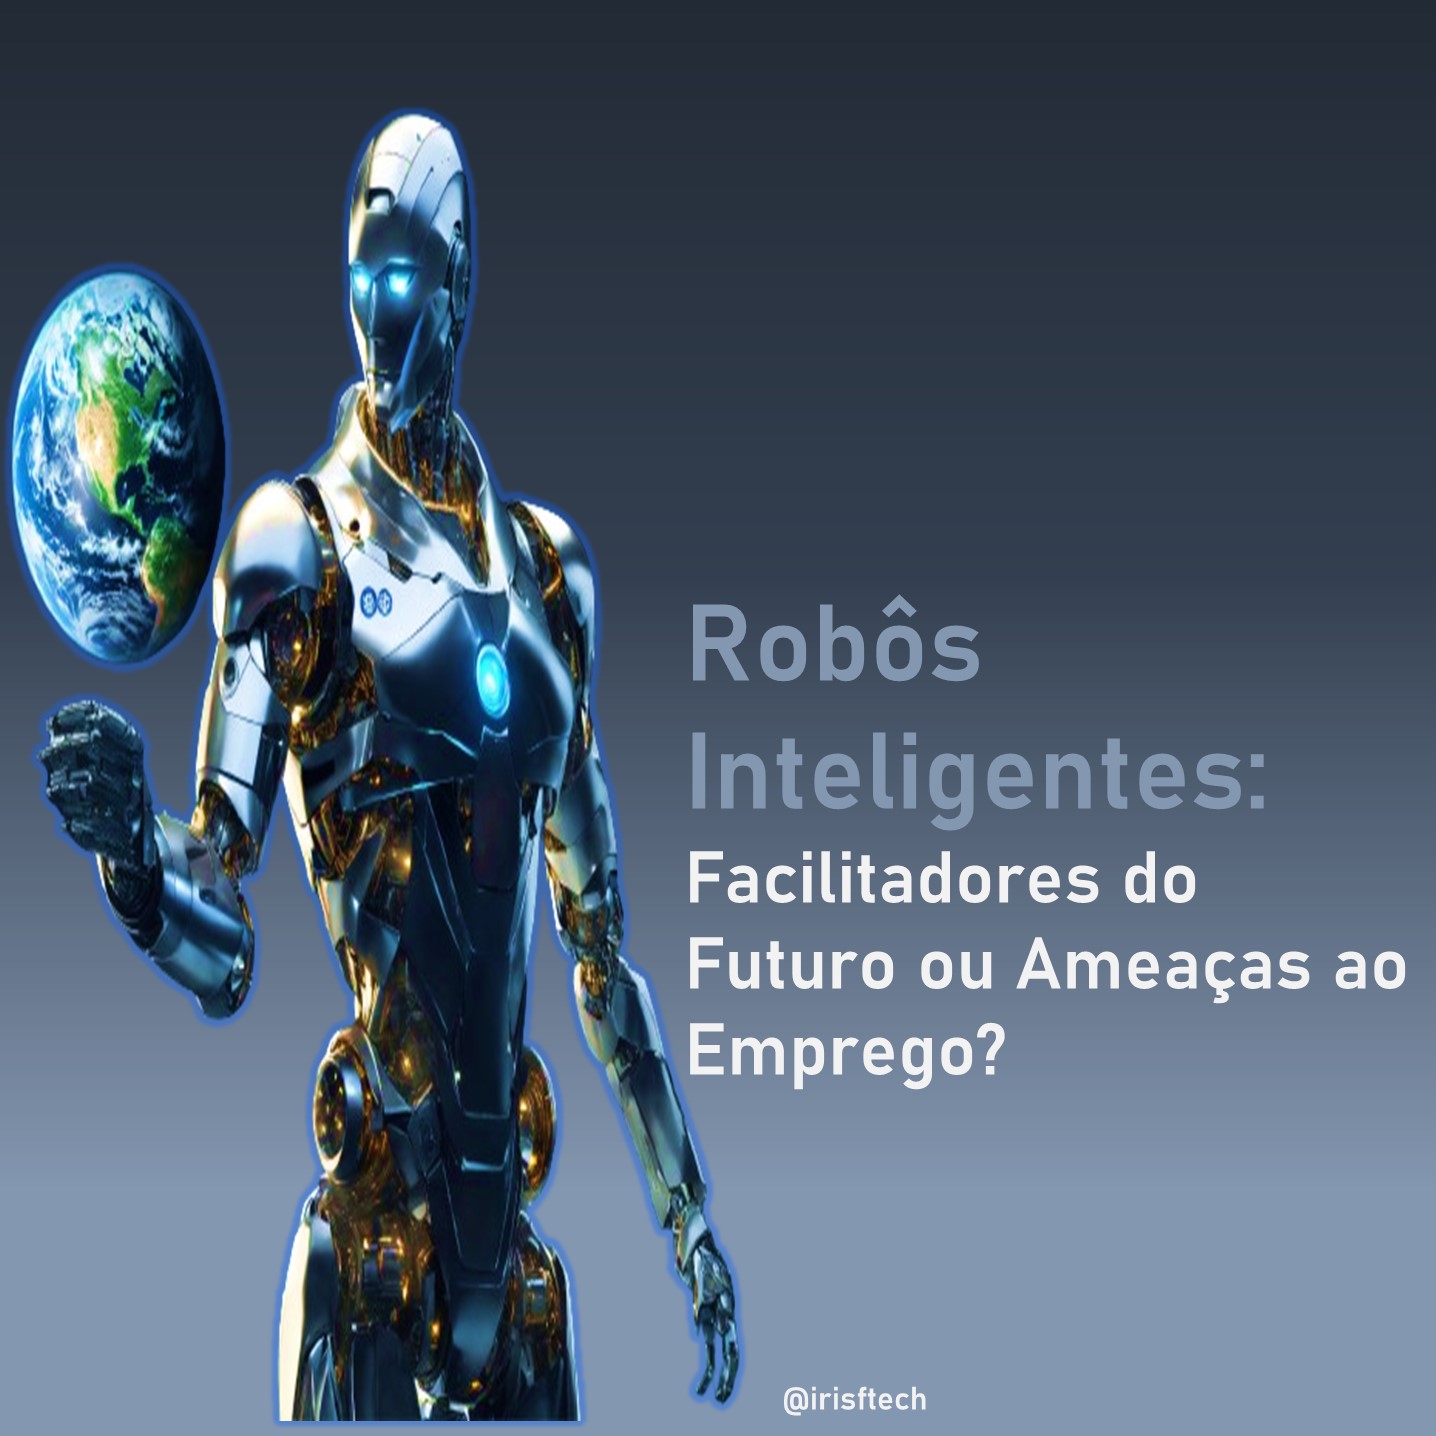 Robôs
Inteligentes:
Facilitadores do
Futuro ou Ameaças ao
Emprego?
@irisftech